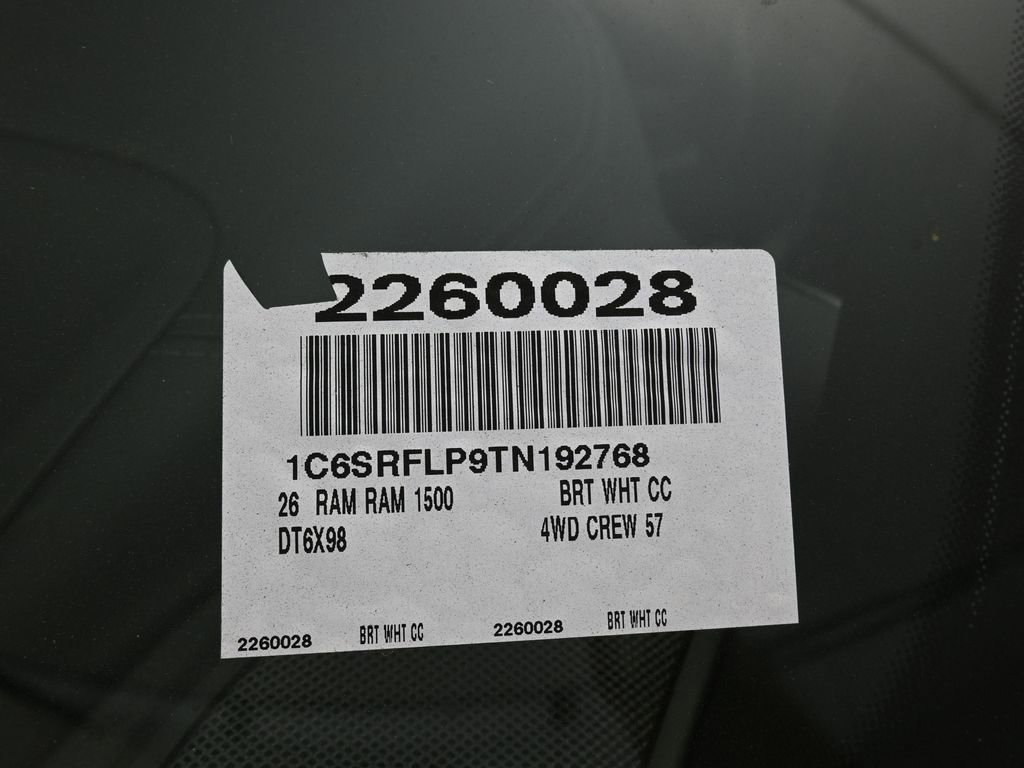 2260028
1C6SRFLP9TN192768
26 RAM RAM 1500 BRT WHT CC
DT6X98 4WD CREW 57
2260028 BRT WHT CC 2260028 BRT WHT CC